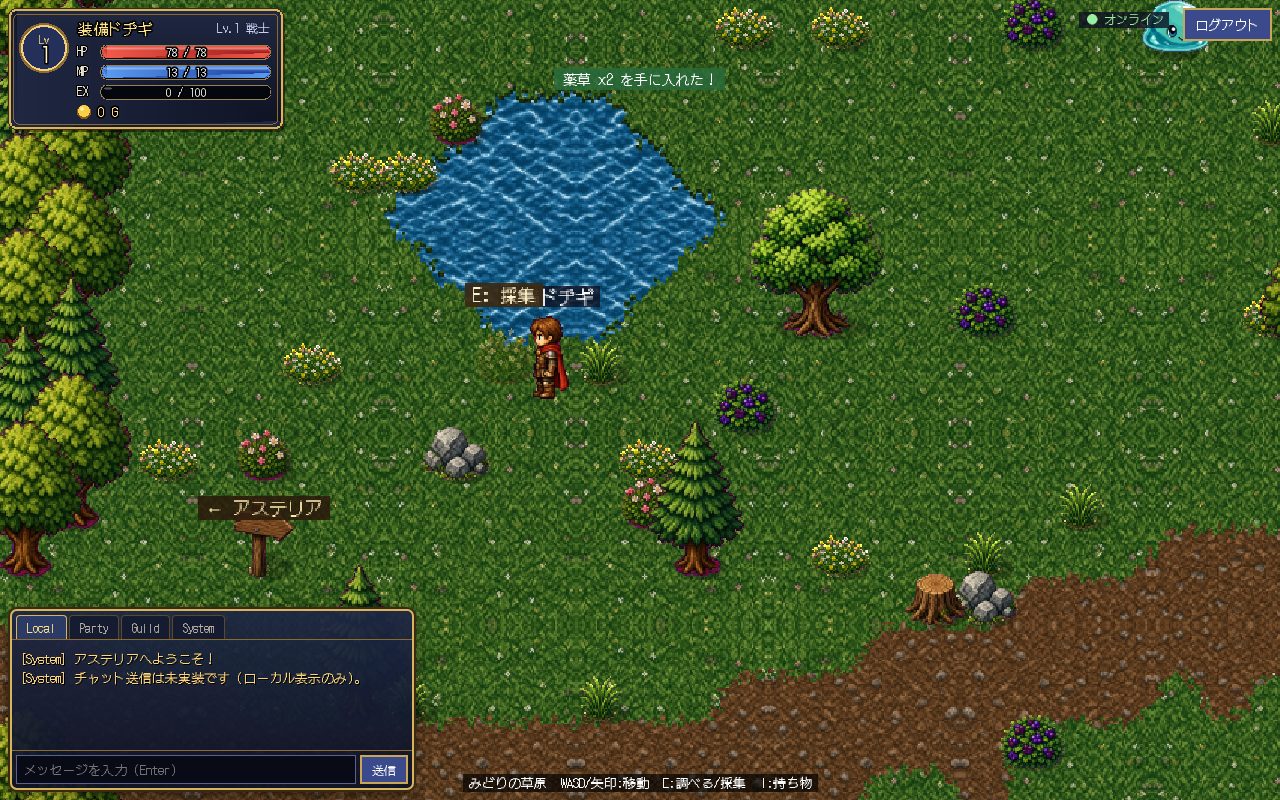 装備ドヂギ
Lv.1 戦士
Lv
1
HP 78 / 78
MP 13 / 13
EX 0 / 100
0 G
オンライン
ログアウト
薬草 x2 を手に入れた！
E: 採集
ドヂギ
← アステリア
Local Party Guild System
[System] アステリアへようこそ！
[System] チャット送信は未実装です（ローカル表示のみ）。
メッセージを入力 (Enter)
送信
みどりの草原 WASD/矢印:移動 E:調べる/採集 I:持ち物